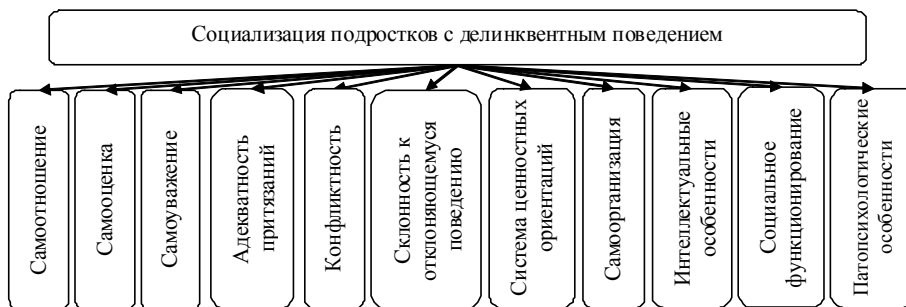 Социализация подростков с делинквентным поведением
Самоотношение
Самооценка
Самоуважение
Адекватность
притязаний
Конфликтность
Склонность к
отклоняющемуся
поведению
Система ценностных
ориентаций
Самоорганизация
Интеллектуальные
особенности
Социальное
функционирование
Патопсихологические
особенности